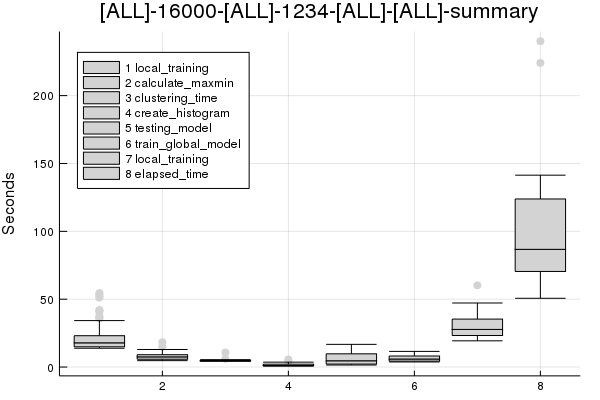 [ALL]-16000-[ALL]-1234-[ALL]-[ALL]-summary
1 local_training
2 calculate_maxmin
3 clustering_time
4 create_histogram
5 testing_model
6 train_global_model
7 local_training
8 elapsed_time
Seconds
200
150
100
50
0
2
4
6
8